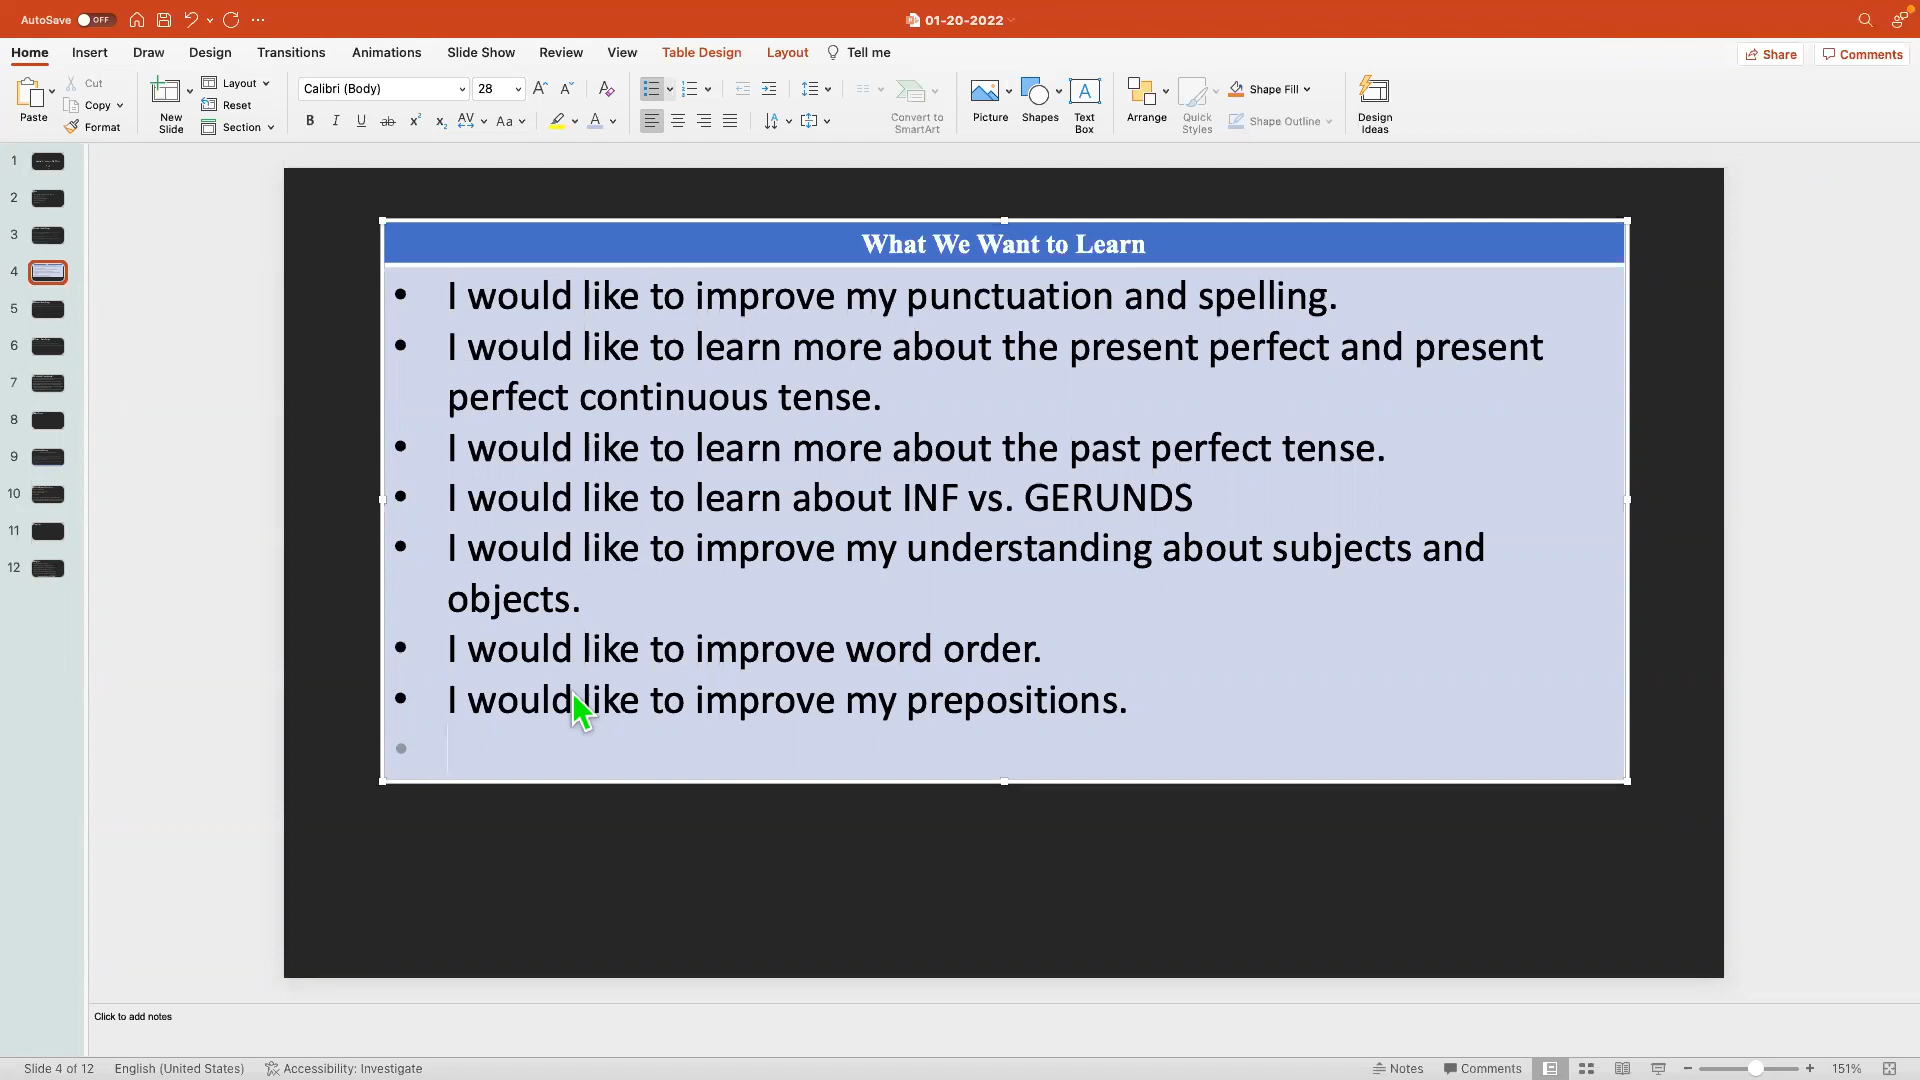 AutoSave OFF
01-20-2022
Home Insert Draw Design Transitions Animations Slide Show Review View Table Design Layout Tell me
Share Comments
Paste
Cut
Copy
Format
New Slide
Layout
Reset
Section
Calibri (Body) 28
Convert to SmartArt
Picture
Shapes
Text Box
Arrange
Quick Styles
Shape Fill
Shape Outline
Design Ideas
1
2
3
4
5
6
7
8
9
10
11
12
What We Want to Learn
• I would like to improve my punctuation and spelling.
• I would like to learn more about the present perfect and present
perfect continuous tense.
• I would like to learn more about the past perfect tense.
• I would like to learn about INF vs. GERUNDS
• I would like to improve my understanding about subjects and
objects.
• I would like to improve word order.
• I would like to improve my prepositions.
•
Click to add notes
Slide 4 of 12 English (United States) Accessibility: Investigate Notes Comments 151%